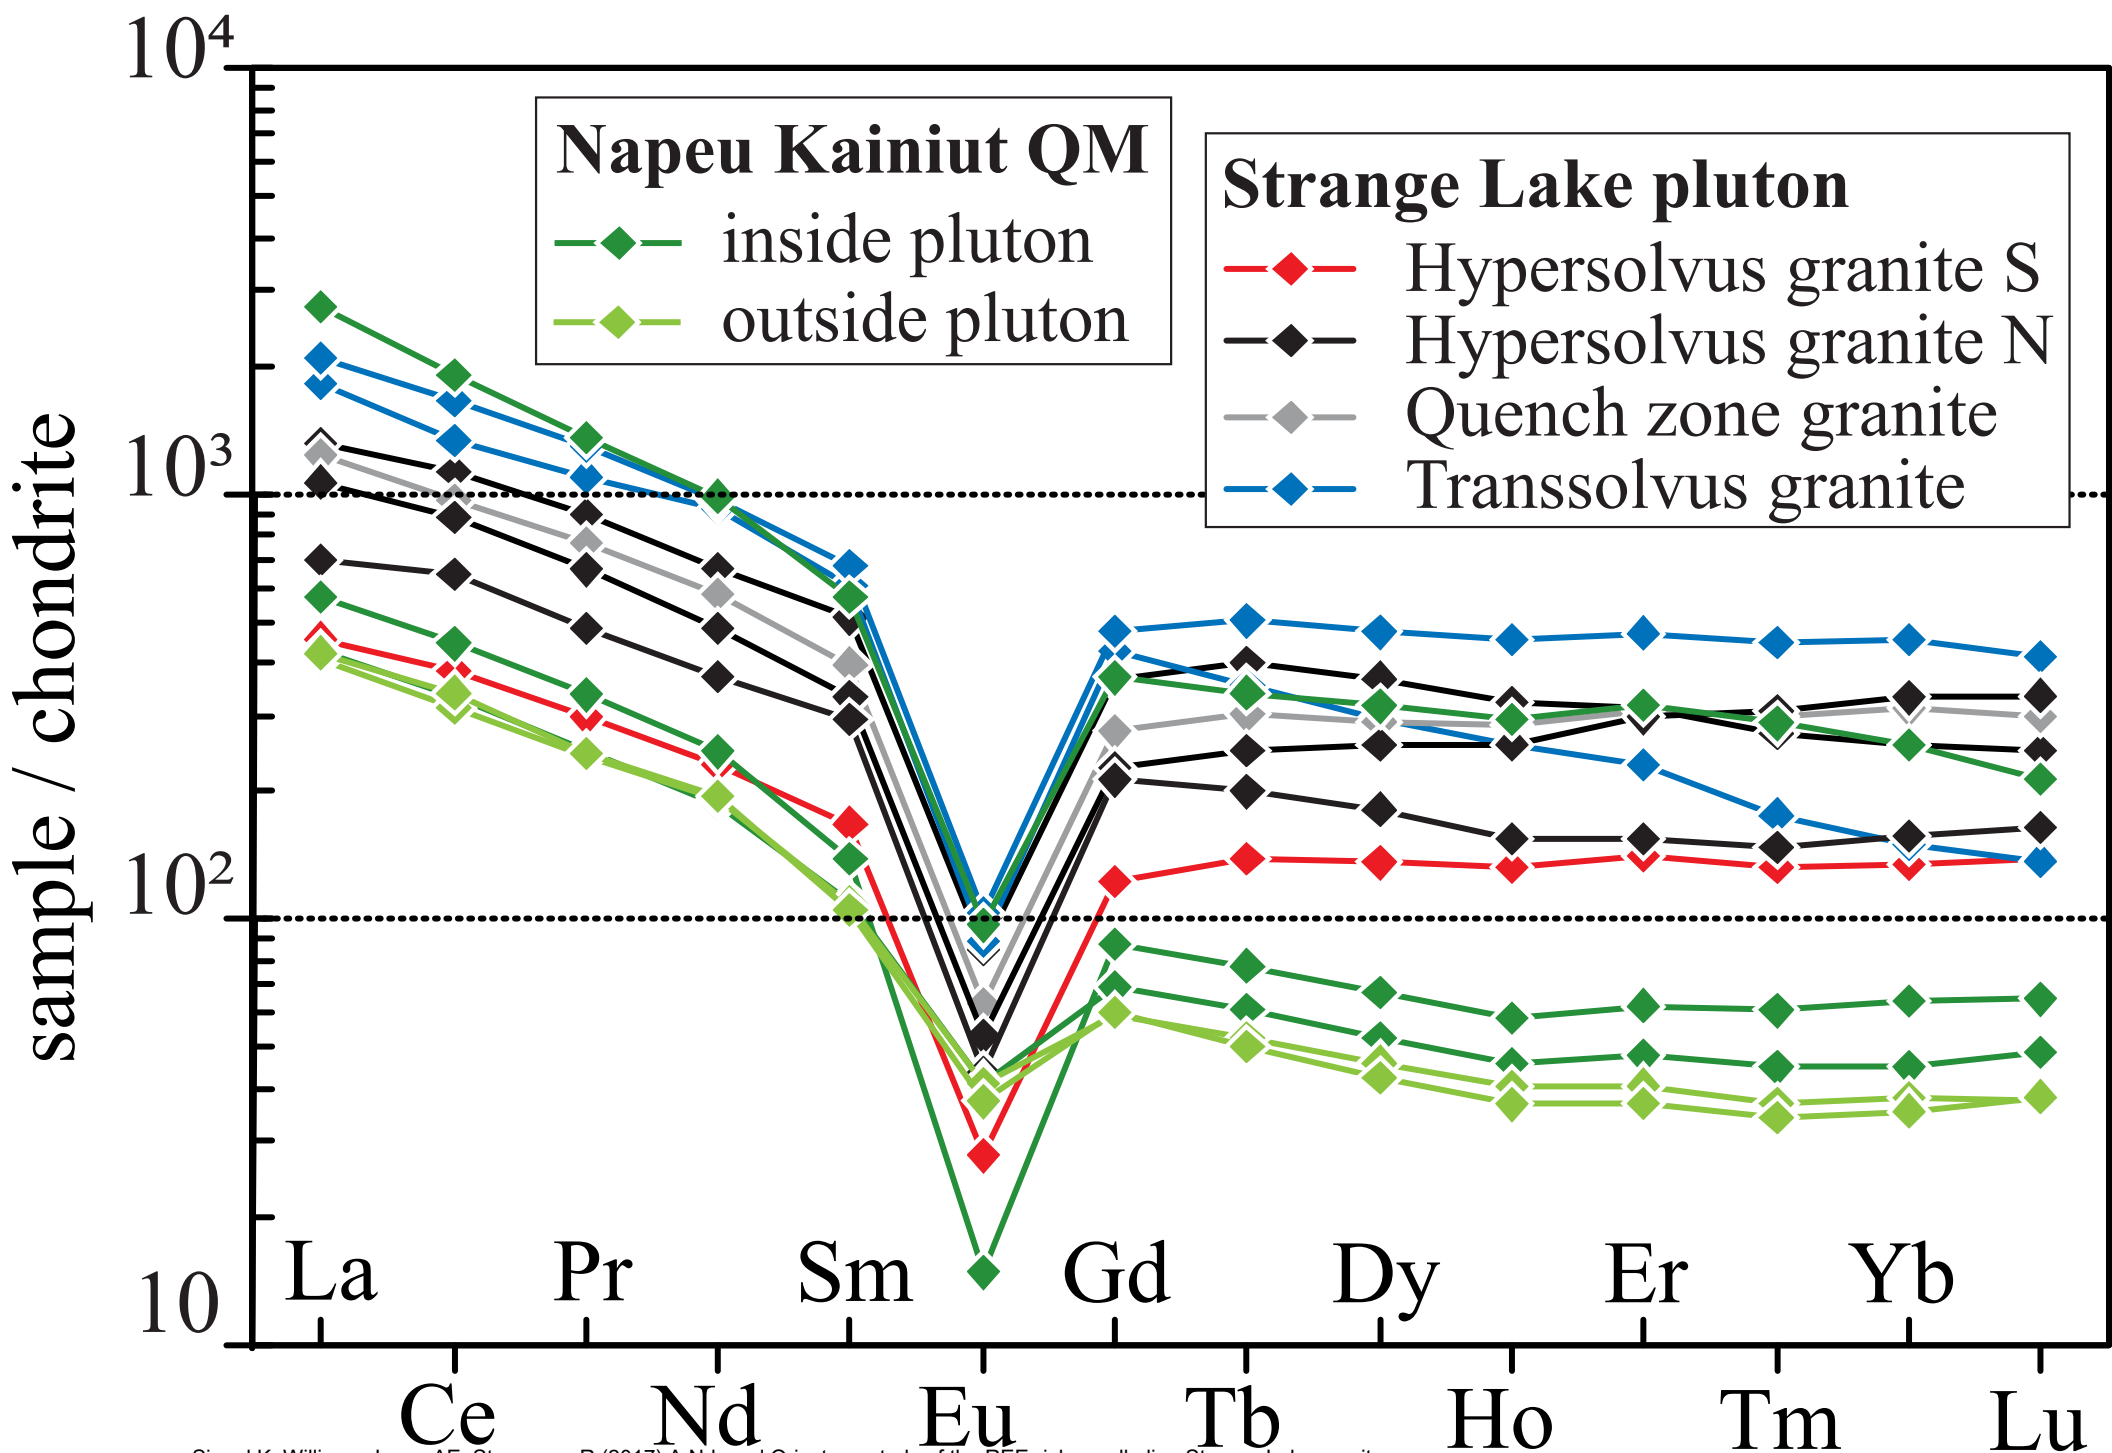 10⁴
10³
10²
10
sample / chondrite
Napeu Kainiut QM
inside pluton
outside pluton
Strange Lake pluton
Hypersolvus granite S
Hypersolvus granite N
Quench zone granite
Transsolvus granite
La Pr Sm Gd Dy Er Yb
Ce Nd Eu Tb Ho Tm Lu